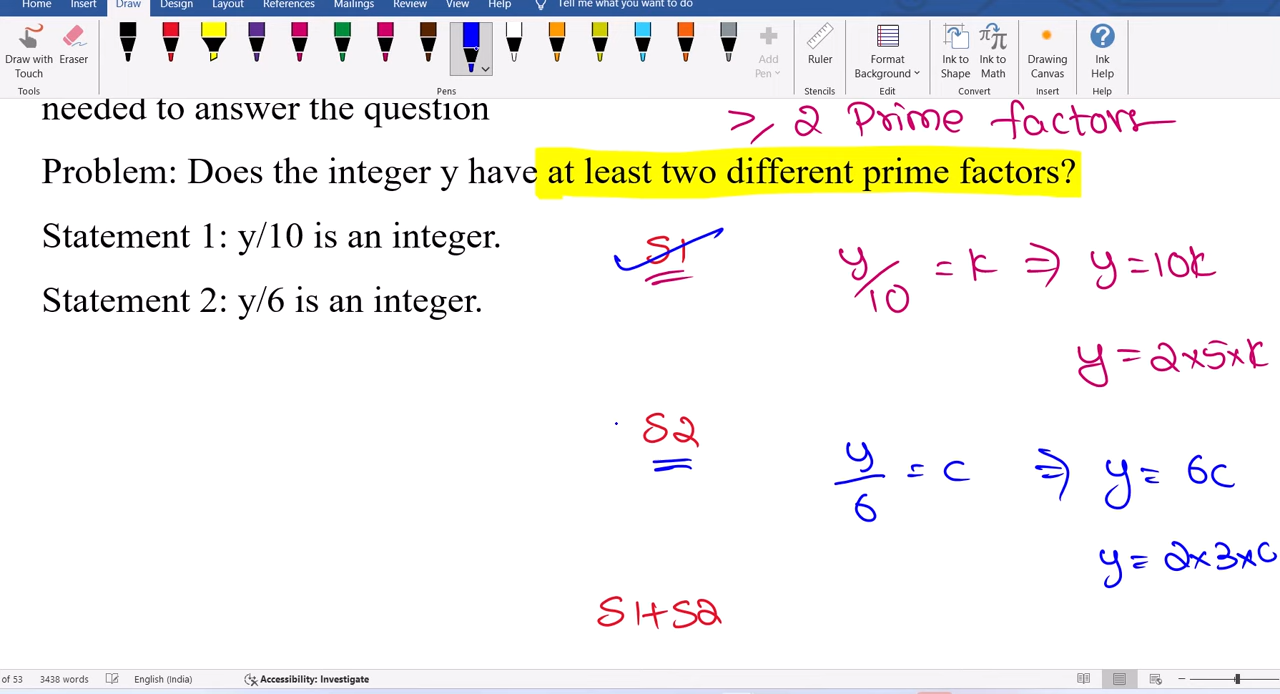 Home Insert Draw Design Layout References Mailings Review View Help Tell me what you want to do
Draw with Touch
Eraser
Add Pen
Ruler
Format Background
Ink to Shape
Ink to Math
Drawing Canvas
Ink Help
Tools Pens Stencils Edit Convert Insert Help
needed to answer the question
>, 2 Prime factors
Problem: Does the integer y have at least two different prime factors?
Statement 1: y/10 is an integer.
S1
y/10 = k ⇒ y = 10k
Statement 2: y/6 is an integer.
y = 2×5×k
S2
y/6 = c ⇒ y = 6c
y = 2×3×c
S1+S2
of 53 3438 words English (India) Accessibility: Investigate